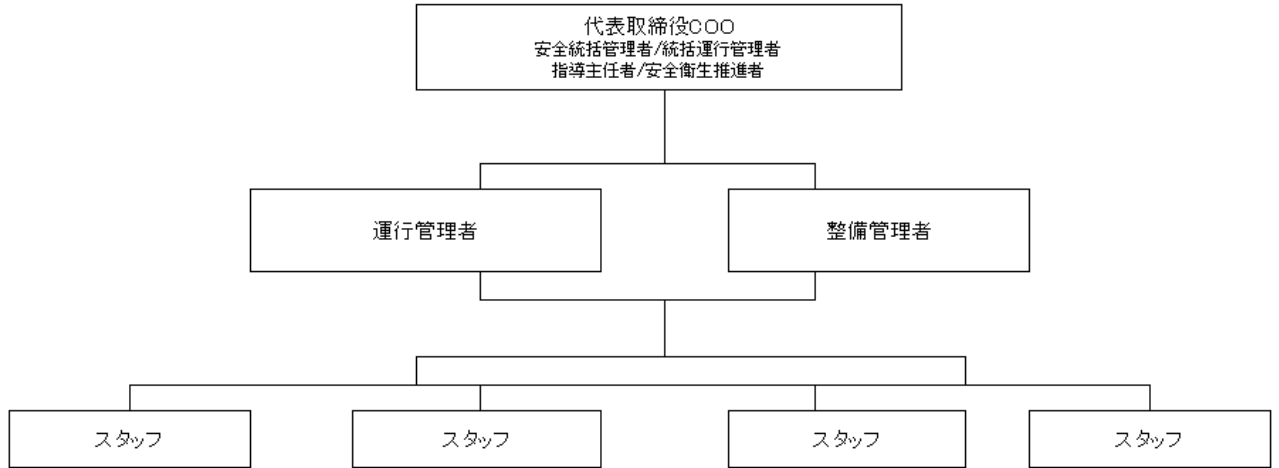 代表取締役COO
安全統括管理者/統括運行管理者
指導主任者/安全衛生推進者
運行管理者
整備管理者
スタッフ
スタッフ
スタッフ
スタッフ